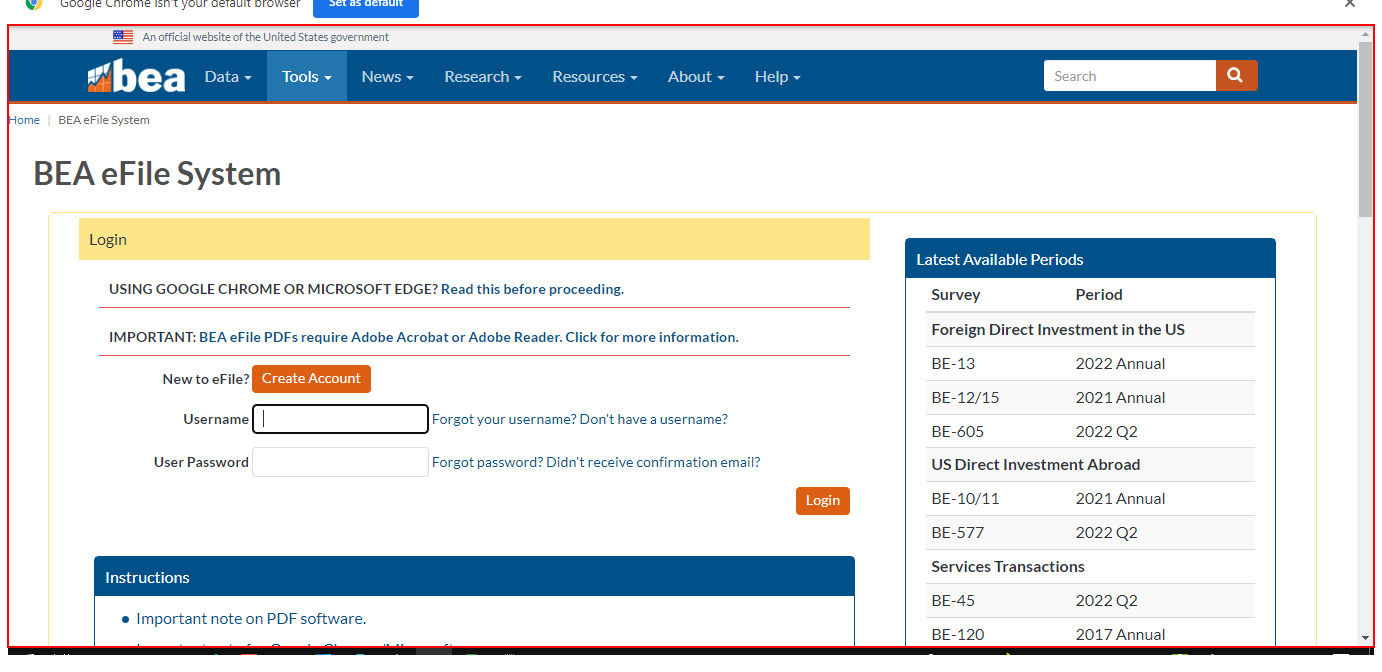 Google Chrome isn't your default browser Set as default
An official website of the United States government
bea Data Tools News Research Resources About Help Search
Home | BEA eFile System
BEA eFile System
Login
USING GOOGLE CHROME OR MICROSOFT EDGE? Read this before proceeding.
IMPORTANT: BEA eFile PDFs require Adobe Acrobat or Adobe Reader. Click for more information.
New to eFile? Create Account
Username Forgot your username? Don't have a username?
User Password Forgot password? Didn't receive confirmation email?
Login
Instructions
• Important note on PDF software.
Latest Available Periods
Survey Period
Foreign Direct Investment in the US
BE-13 2022 Annual
BE-12/15 2021 Annual
BE-605 2022 Q2
US Direct Investment Abroad
BE-10/11 2021 Annual
BE-577 2022 Q2
Services Transactions
BE-45 2022 Q2
BE-120 2017 Annual